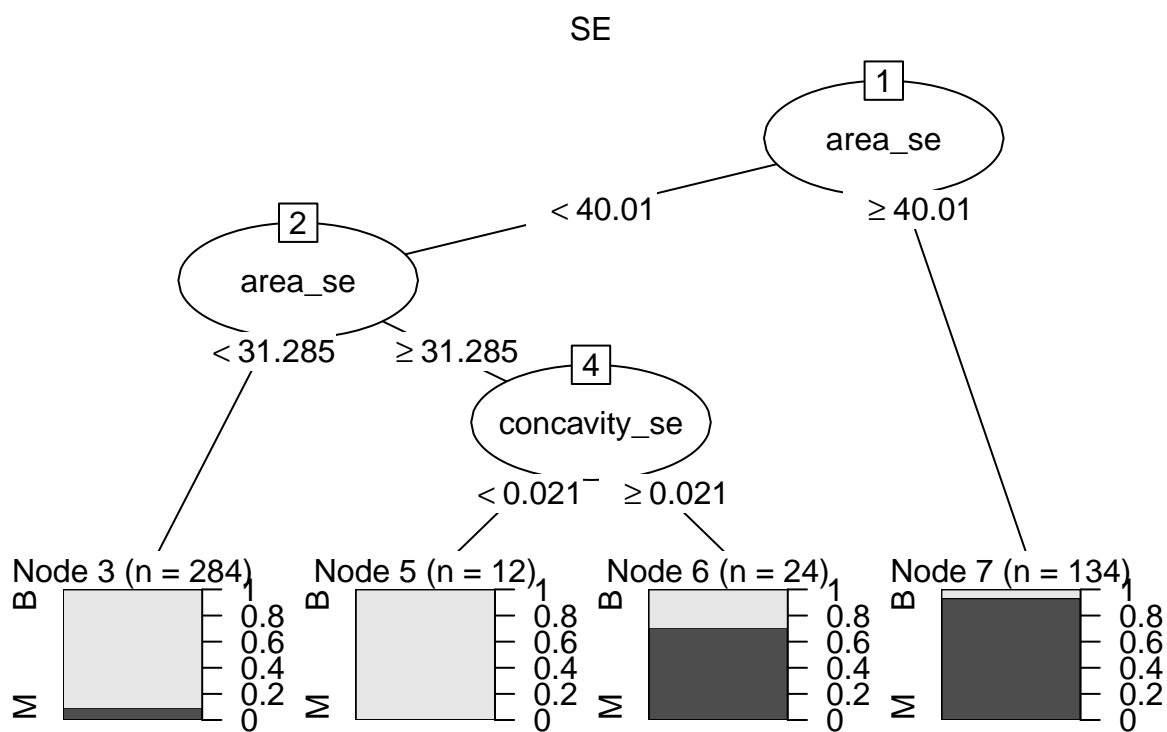 SE
1
area_se
< 40.01 ≥ 40.01
2
area_se
< 31.285 ≥ 31.285
4
concavity_se
< 0.021 ≥ 0.021
Node 3 (n = 284)
B
M
1
0.8
0.6
0.4
0.2
0
Node 5 (n = 12)
B
M
1
0.8
0.6
0.4
0.2
0
Node 6 (n = 24)
B
M
1
0.8
0.6
0.4
0.2
0
Node 7 (n = 134)
B
M
1
0.8
0.6
0.4
0.2
0